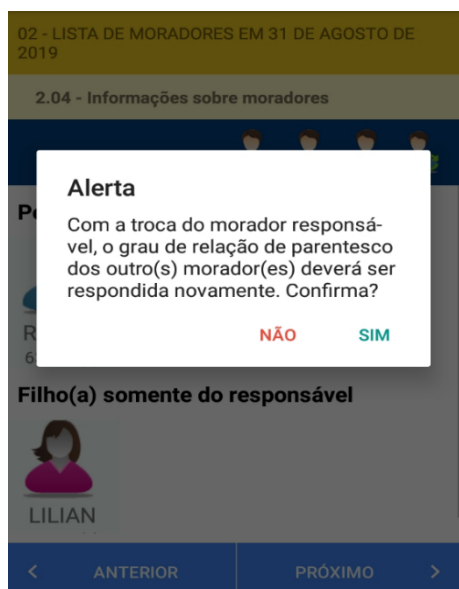 02 - LISTA DE MORADORES EM 31 DE AGOSTO DE
2019
2.04 - Informações sobre moradores
Alerta
Com a troca do morador responsá-
vel, o grau de relação de parentesco
dos outro(s) morador(es) deverá ser
respondida novamente. Confirma?
NÃO SIM
Filho(a) somente do responsável
LILIAN
< ANTERIOR PRÓXIMO >